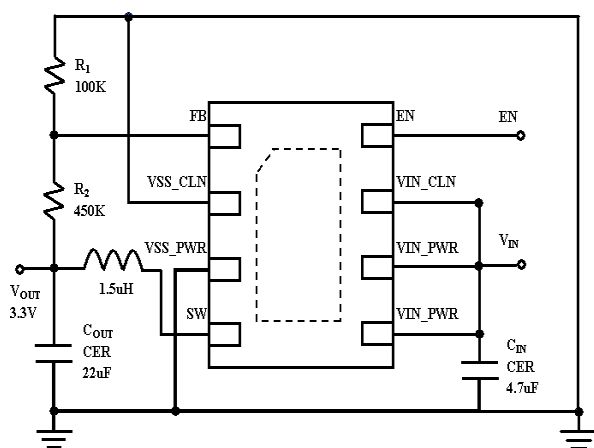 R1
100K
FB
EN
EN
R2
450K
VSS_CLN
VIN_CLN
VSS_PWR
VIN_PWR
VIN
VOUT
3.3V
1.5uH
SW
VIN_PWR
COUT
CER
22uF
CIN
CER
4.7uF